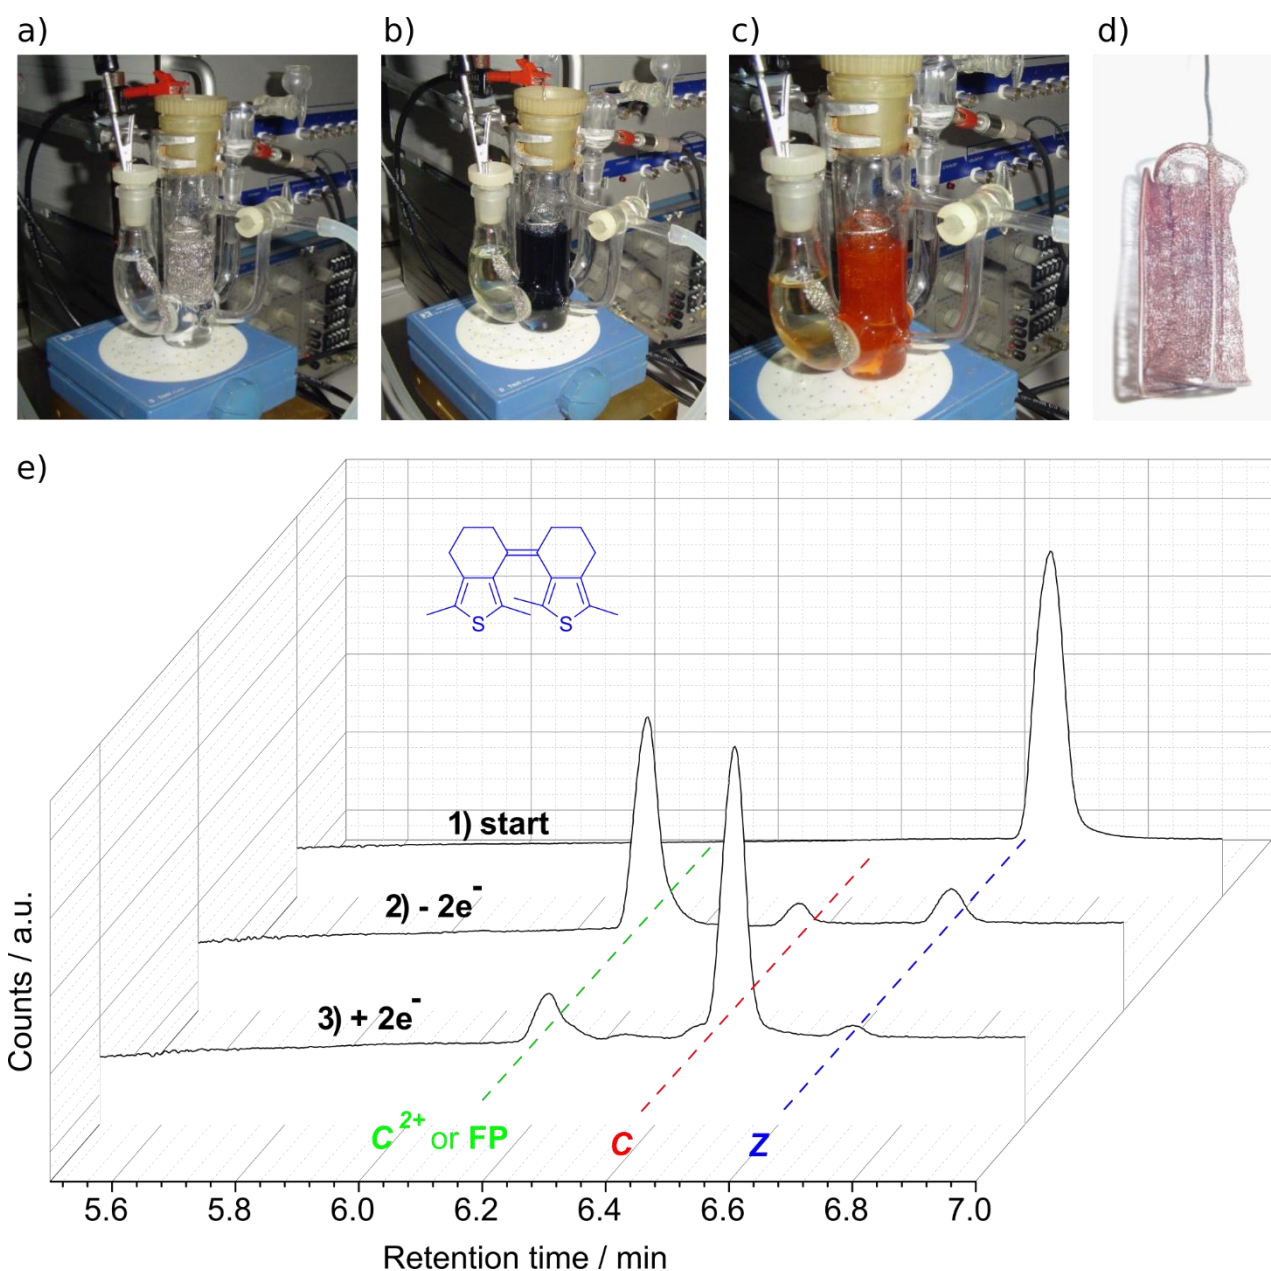 a)
b)
c)
d)
e)
S
S
1) start
2) - 2e⁻
3) + 2e⁻
C²⁺ or FP
C
Z
Counts / a.u.
5.6 5.8 6.0 6.2 6.4 6.6 6.8 7.0
Retention time / min